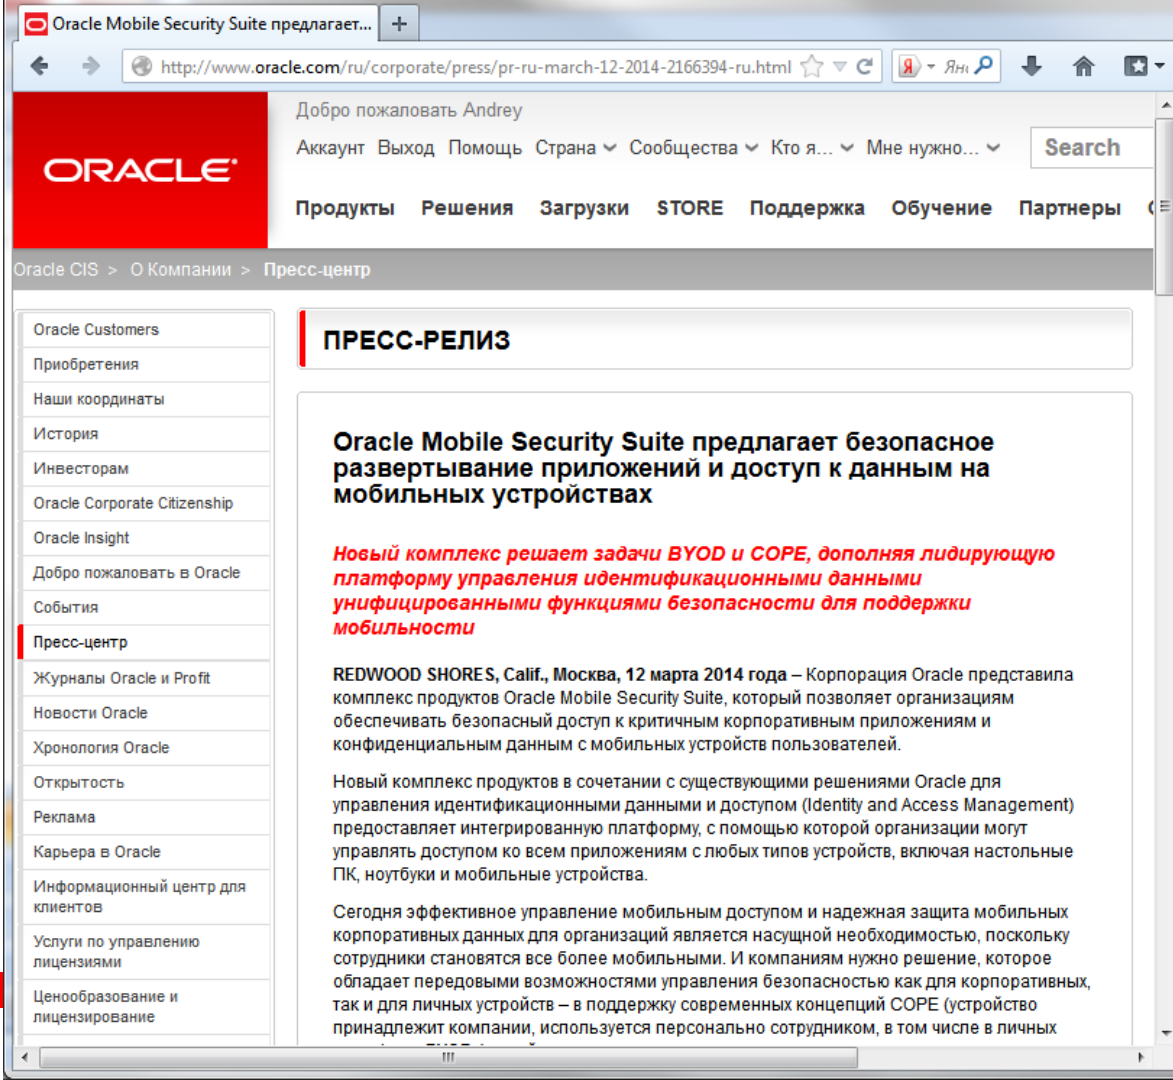 Oracle Mobile Security Suite предлагает...
http://www.oracle.com/ru/corporate/press/pr-ru-march-12-2014-2166394-ru.html
Добро пожаловать Andrey
Аккаунт Выход Помощь Страна Сообщества Кто я... Мне нужно...
Search
ORACLE
Продукты Решения Загрузки STORE Поддержка Обучение Партнеры
Oracle CIS > О Компании > Пресс-центр
Oracle Customers
Приобретения
Наши координаты
История
Инвесторам
Oracle Corporate Citizenship
Oracle Insight
Добро пожаловать в Oracle
События
Пресс-центр
Журналы Oracle и Profit
Новости Oracle
Хронология Oracle
Открытость
Реклама
Карьера в Oracle
Информационный центр для
клиентов
Услуги по управлению
лицензиями
Ценообразование и
лицензирование
ПРЕСС-РЕЛИЗ
Oracle Mobile Security Suite предлагает безопасное
развертывание приложений и доступ к данным на
мобильных устройствах
Новый комплекс решает задачи BYOD и COPE, дополняя лидирующую
платформу управления идентификационными данными
унифицированными функциями безопасности для поддержки
мобильности
REDWOOD SHORES, Calif., Москва, 12 марта 2014 года – Корпорация Oracle представила
комплекс продуктов Oracle Mobile Security Suite, который позволяет организациям
обеспечивать безопасный доступ к критичным корпоративным приложениям и
конфиденциальным данным с мобильных устройств пользователей.
Новый комплекс продуктов в сочетании с существующими решениями Oracle для
управления идентификационными данными и доступом (Identity and Access Management)
предоставляет интегрированную платформу, с помощью которой организации могут
управлять доступом ко всем приложениям с любых типов устройств, включая настольные
ПК, ноутбуки и мобильные устройства.
Сегодня эффективное управление мобильным доступом и надежная защита мобильных
корпоративных данных для организаций является насущной необходимостью, поскольку
сотрудники становятся все более мобильными. И компаниям нужно решение, которое
обладает передовыми возможностями управления безопасностью как для корпоративных,
так и для личных устройств – в поддержку современных концепций COPE (устройство
принадлежит компании, используется персонально сотрудником, в том числе в личных